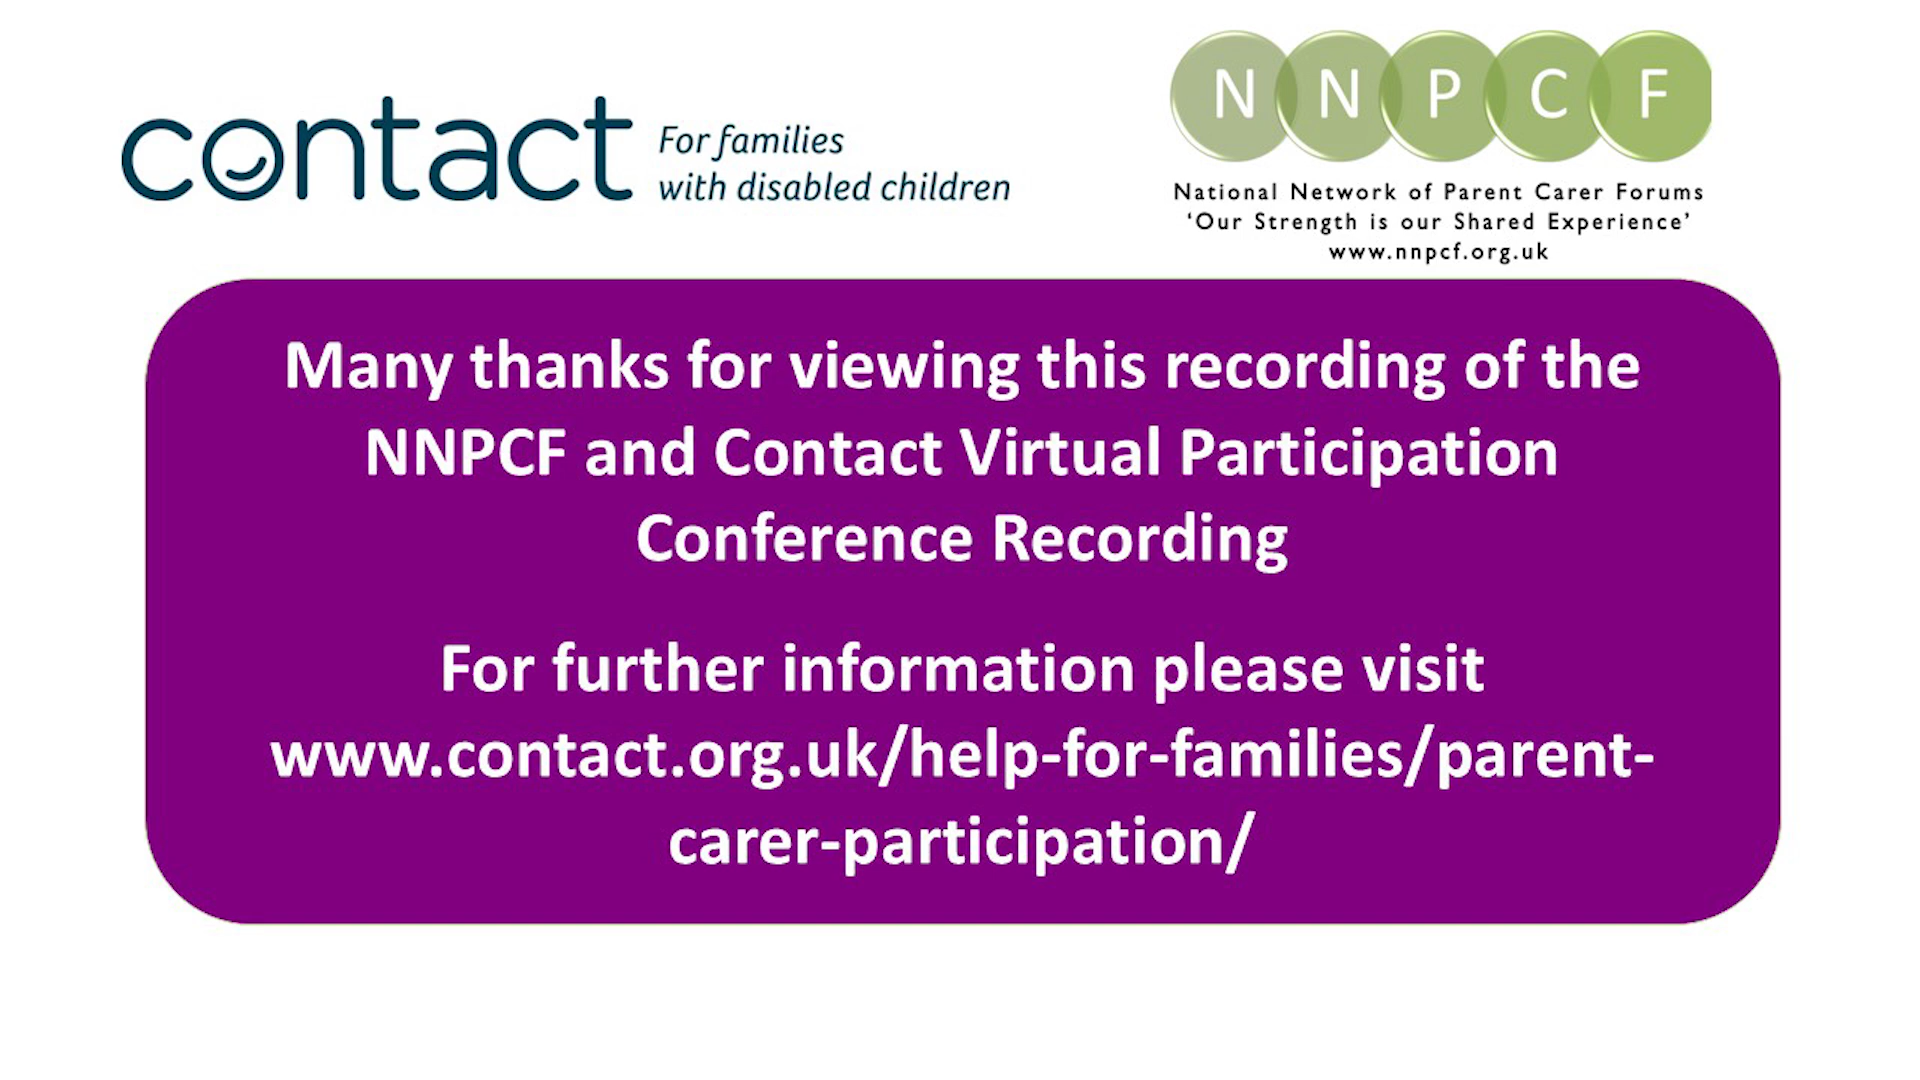 contact For families
with disabled children
N N P C F
National Network of Parent Carer Forums
‘Our Strength is our Shared Experience’
www.nnpcf.org.uk
Many thanks for viewing this recording of the
NNPCF and Contact Virtual Participation
Conference Recording
For further information please visit
www.contact.org.uk/help-for-families/parent-
carer-participation/